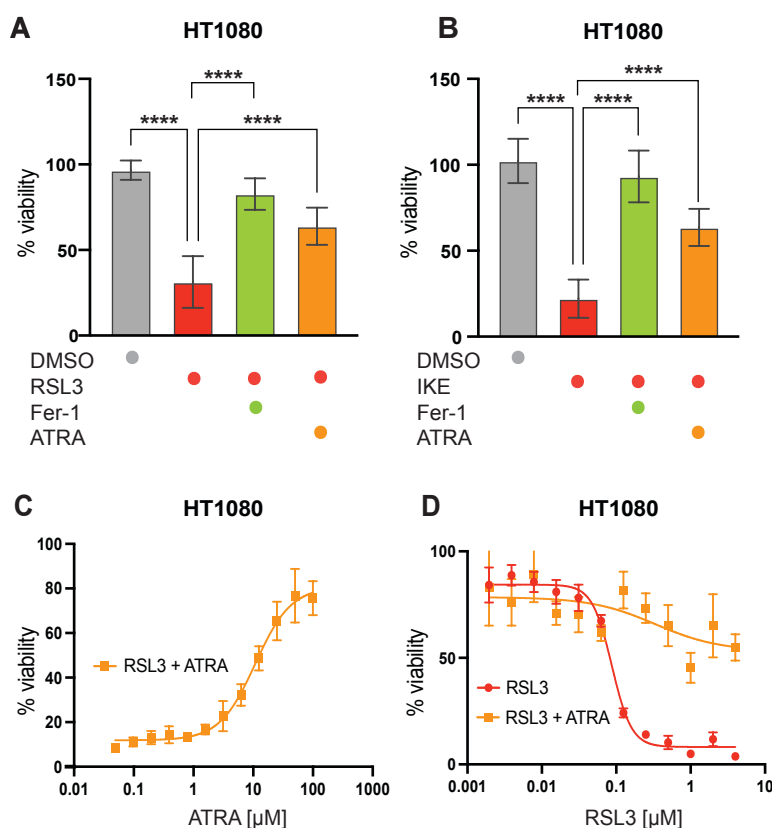 A
HT1080
% viability
150
100
50
0
****
****
****
DMSO
RSL3
Fer-1
ATRA
B
HT1080
% viability
150
100
50
0
****
****
****
DMSO
IKE
Fer-1
ATRA
C
HT1080
% viability
100
80
60
40
20
0
RSL3 + ATRA
0.01 0.1 1 10 100 1000
ATRA [µM]
D
HT1080
% viability
100
50
0
RSL3
RSL3 + ATRA
0.001 0.01 0.1 1 10
RSL3 [µM]